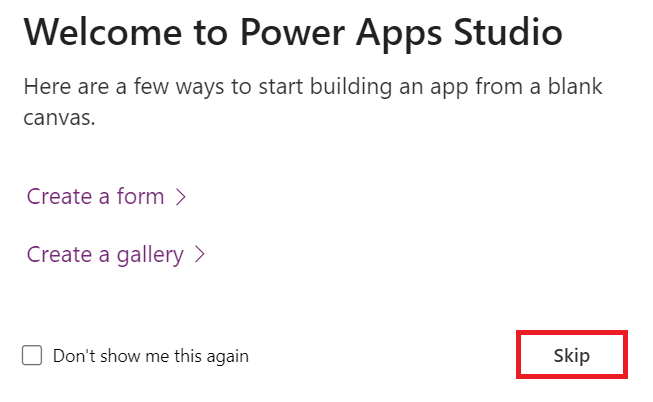 Welcome to Power Apps Studio
Here are a few ways to start building an app from a blank
canvas.
Create a form
Create a gallery
Don't show me this again
Skip